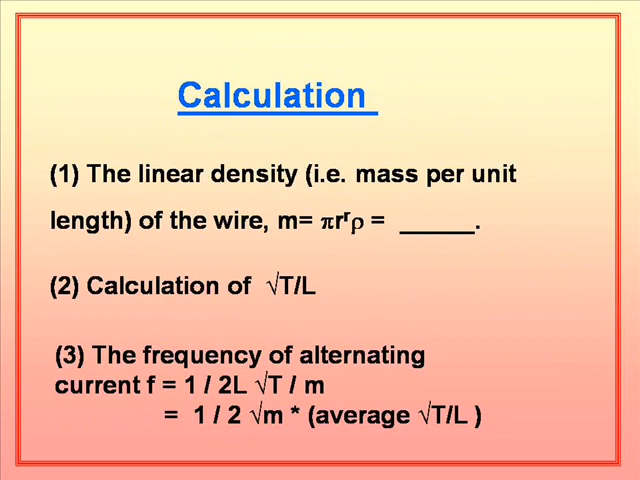 Calculation
(1) The linear density (i.e. mass per unit
length) of the wire, m= πrʳρ = ______.
(2) Calculation of √T/L
(3) The frequency of alternating
current f = 1 / 2L √T / m
= 1 / 2 √m * (average √T/L )